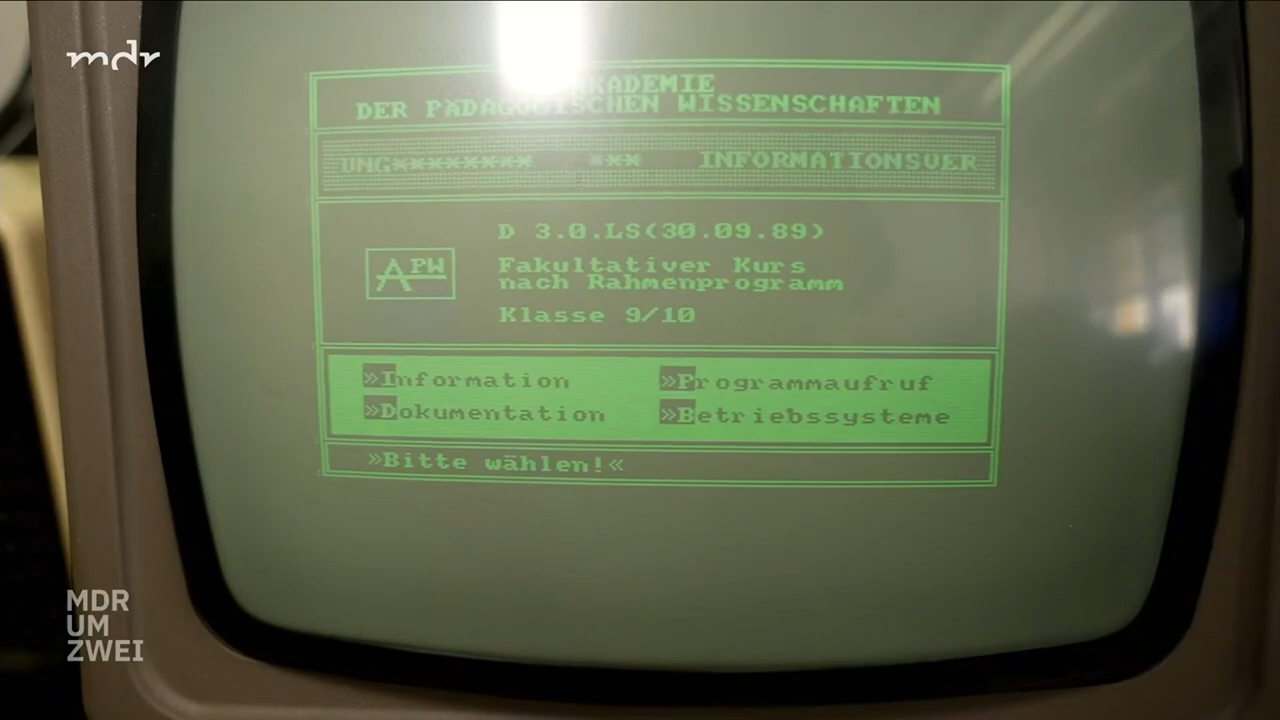 mdr
AKADEMIE
DER PÄDAGOGISCHEN WISSENSCHAFTEN
UNG******** *** INFORMATIONSVER
D 3.0.LS(30.09.89)
APW
Fakultativer Kurs
nach Rahmenprogramm
Klasse 9/10
»Information »Programmaufruf
»Dokumentation »Betriebssysteme
»Bitte wählen!«
MDR
UM
ZWEI